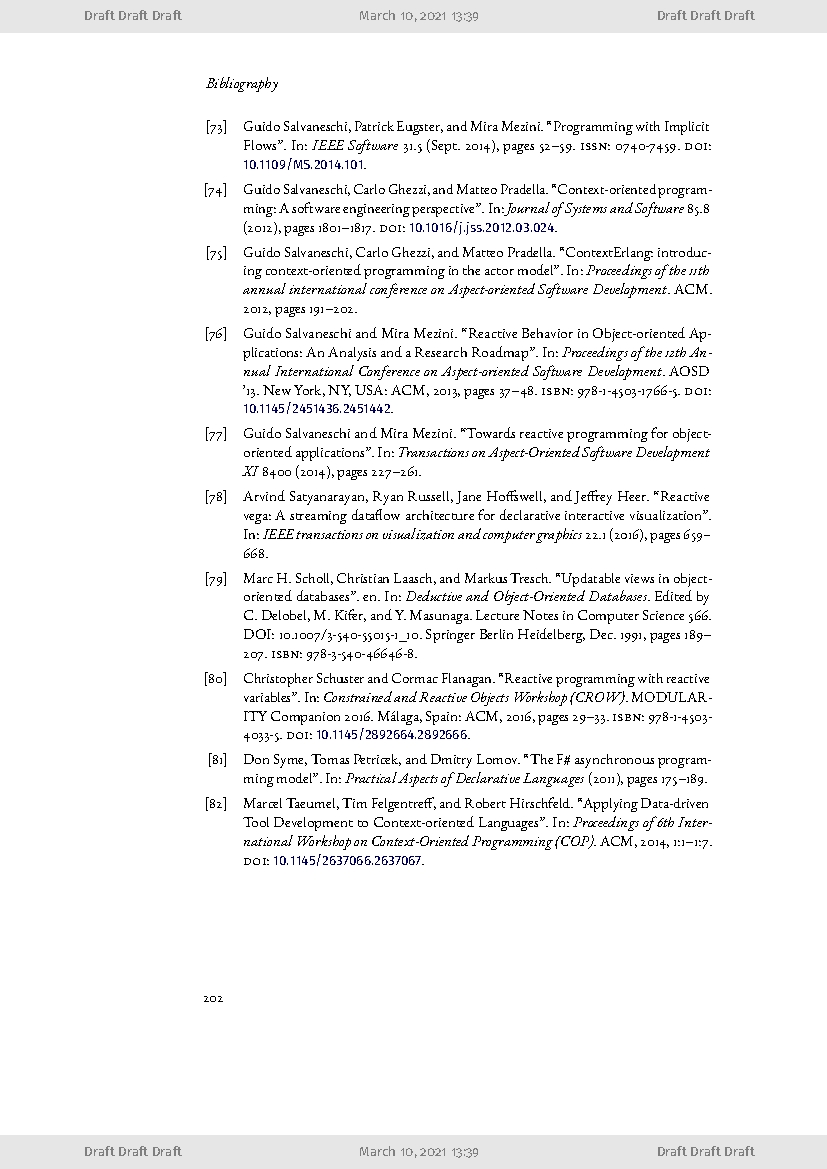 Draft Draft Draft March 10, 2021 13:39 Draft Draft Draft
Bibliography
[73] Guido Salvaneschi, Patrick Eugster, and Mira Mezini. “Programming with Implicit
Flows”. In: IEEE Software 31.5 (Sept. 2014), pages 52–59. ISSN: 0740-7459. DOI:
10.1109/MS.2014.101.
[74] Guido Salvaneschi, Carlo Ghezzi, and Matteo Pradella. “Context-oriented program-
ming: A software engineering perspective”. In: Journal of Systems and Software 85.8
(2012), pages 1801–1817. DOI: 10.1016/j.jss.2012.03.024.
[75] Guido Salvaneschi, Carlo Ghezzi, and Matteo Pradella. “ContextErlang: introduc-
ing context-oriented programming in the actor model”. In: Proceedings of the 11th
annual international conference on Aspect-oriented Software Development. ACM.
2012, pages 191–202.
[76] Guido Salvaneschi and Mira Mezini. “Reactive Behavior in Object-oriented Ap-
plications: An Analysis and a Research Roadmap”. In: Proceedings of the 12th An-
nual International Conference on Aspect-oriented Software Development. AOSD
’13. New York, NY, USA: ACM, 2013, pages 37–48. ISBN: 978-1-4503-1766-5. DOI:
10.1145/2451436.2451442.
[77] Guido Salvaneschi and Mira Mezini. “Towards reactive programming for object-
oriented applications”. In: Transactions on Aspect-Oriented Software Development
XI 8400 (2014), pages 227–261.
[78] Arvind Satyanarayan, Ryan Russell, Jane Hoffswell, and Jeffrey Heer. “Reactive
vega: A streaming dataflow architecture for declarative interactive visualization”.
In: IEEE transactions on visualization and computer graphics 22.1 (2016), pages 659–
668.
[79] Marc H. Scholl, Christian Laasch, and Markus Tresch. “Updatable views in object-
oriented databases”. en. In: Deductive and Object-Oriented Databases. Edited by
C. Delobel, M. Kifer, and Y. Masunaga. Lecture Notes in Computer Science 566.
DOI: 10.1007/3-540-55015-1_10. Springer Berlin Heidelberg, Dec. 1991, pages 189–
207. ISBN: 978-3-540-46646-8.
[80] Christopher Schuster and Cormac Flanagan. “Reactive programming with reactive
variables”. In: Constrained and Reactive Objects Workshop (CROW). MODULAR-
ITY Companion 2016. Málaga, Spain: ACM, 2016, pages 29–33. ISBN: 978-1-4503-
4033-5. DOI: 10.1145/2892664.2892666.
[81] Don Syme, Tomas Petricek, and Dmitry Lomov. “The F# asynchronous program-
ming model”. In: Practical Aspects of Declarative Languages (2011), pages 175–189.
[82] Marcel Taeumel, Tim Felgentreff, and Robert Hirschfeld. “Applying Data-driven
Tool Development to Context-oriented Languages”. In: Proceedings of 6th Inter-
national Workshop on Context-Oriented Programming (COP). ACM, 2014, 1:1–1:7.
DOI: 10.1145/2637066.2637067.
202
Draft Draft Draft March 10, 2021 13:39 Draft Draft Draft